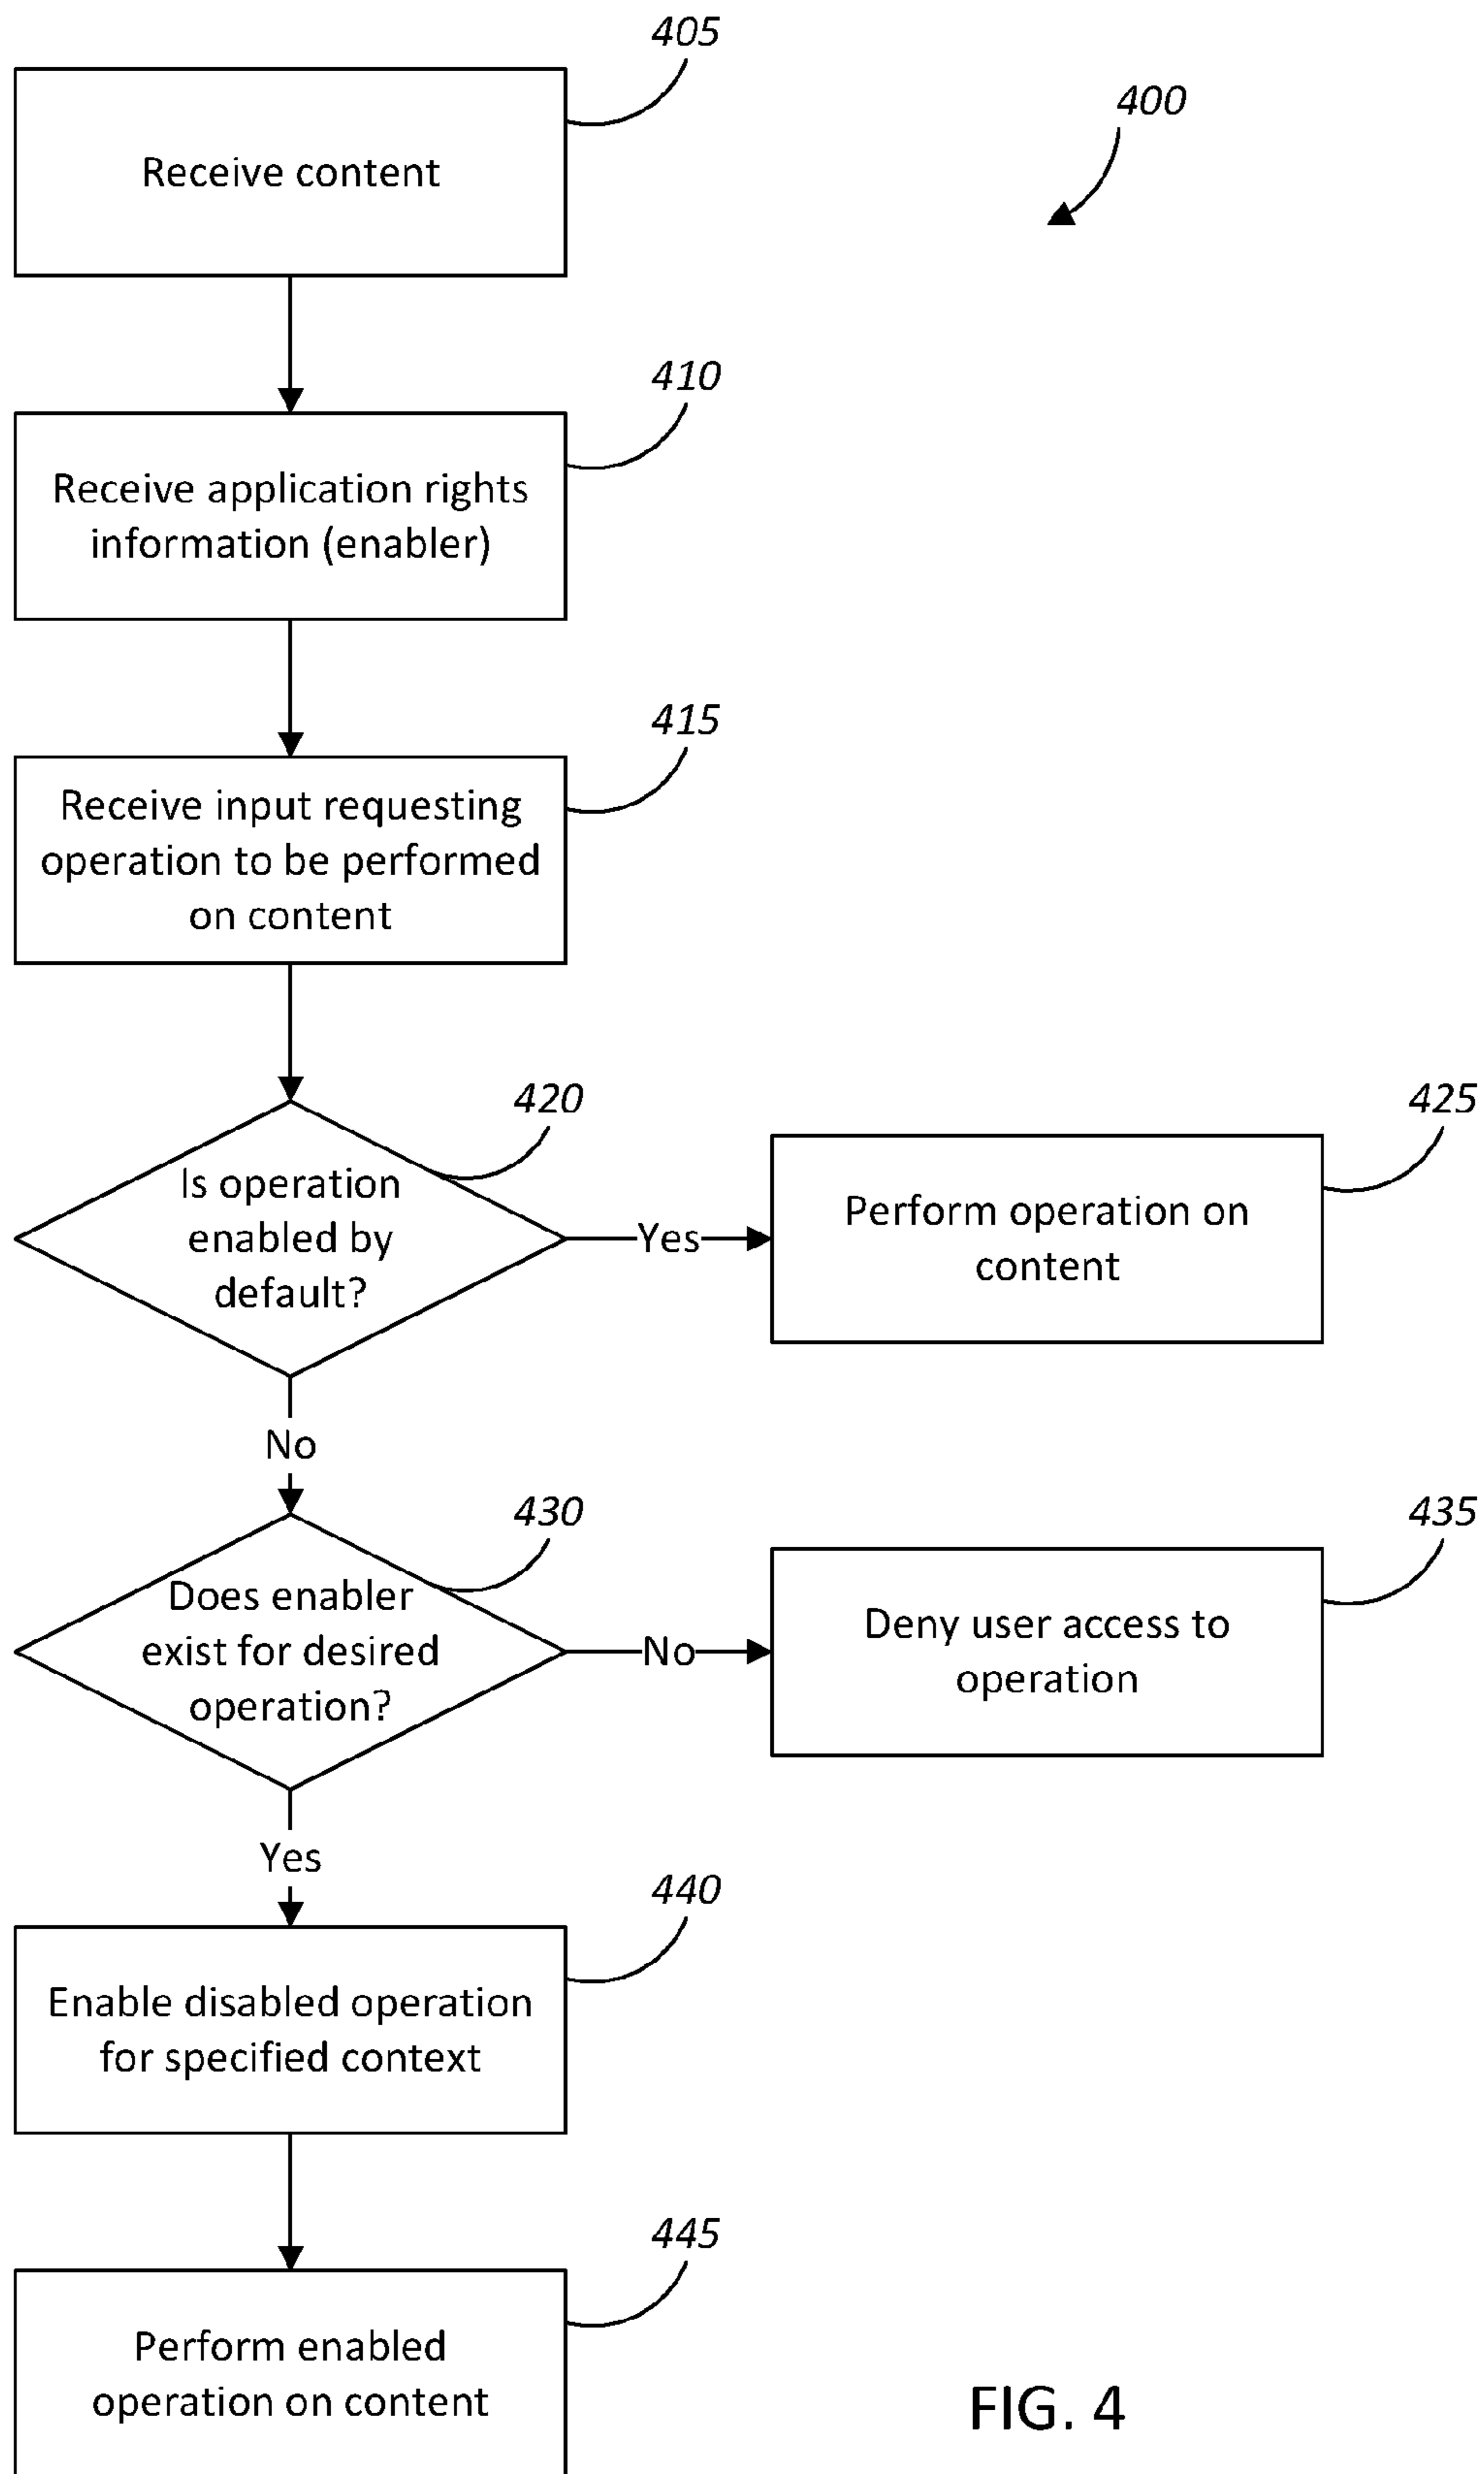 405
400
Receive content
410
Receive application rights
information (enabler)
415
Receive input requesting
operation to be performed
on content
420
425
Is operation
enabled by
default?
Yes
Perform operation on
content
No
430
435
Does enabler
exist for desired
operation?
No
Deny user access to
operation
Yes
440
Enable disabled operation
for specified context
445
Perform enabled
operation on content
FIG. 4